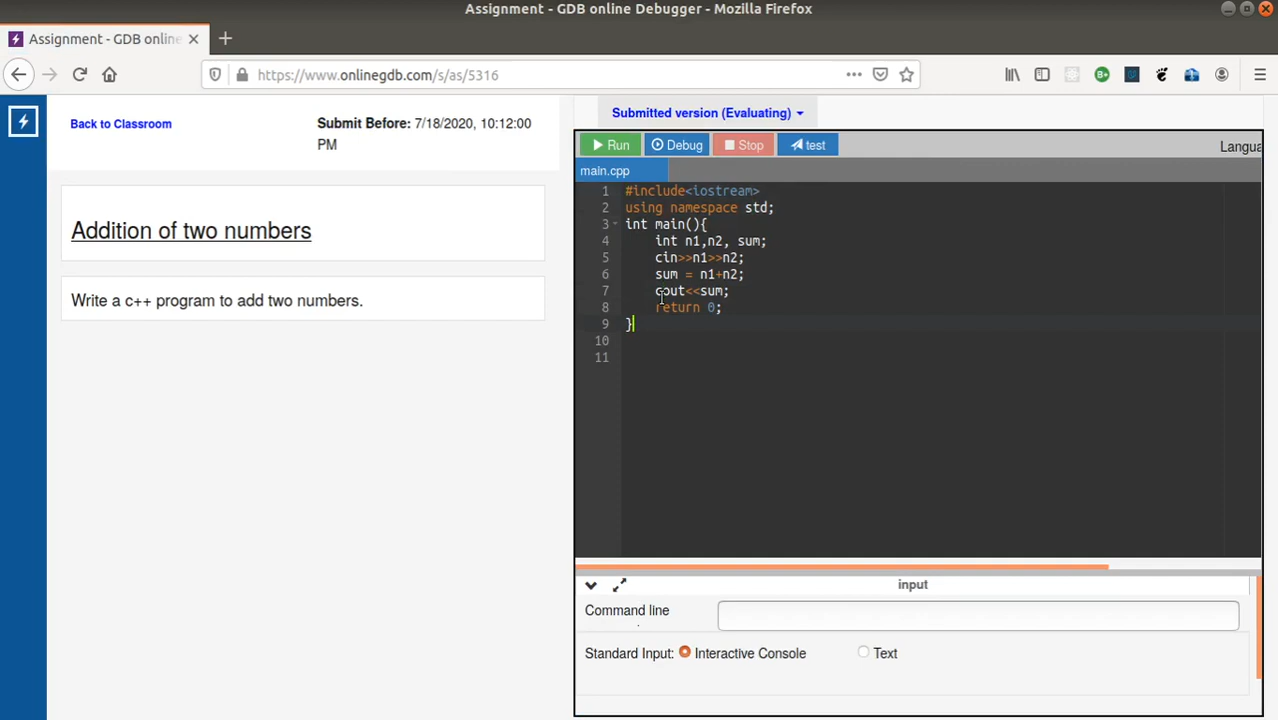 Assignment - GDB online Debugger - Mozilla Firefox
Assignment - GDB online
https://www.onlinegdb.com/s/as/5316
Back to Classroom
Submit Before: 7/18/2020, 10:12:00
PM
Addition of two numbers
Write a c++ program to add two numbers.
Submitted version (Evaluating)
Run Debug Stop test Langua
main.cpp
1 #include<iostream>
2 using namespace std;
3 int main(){
4 int n1,n2, sum;
5 cin>>n1>>n2;
6 sum = n1+n2;
7 cout<<sum;
8 return 0;
9 }
10
11
input
Command line
Standard Input: Interactive Console Text